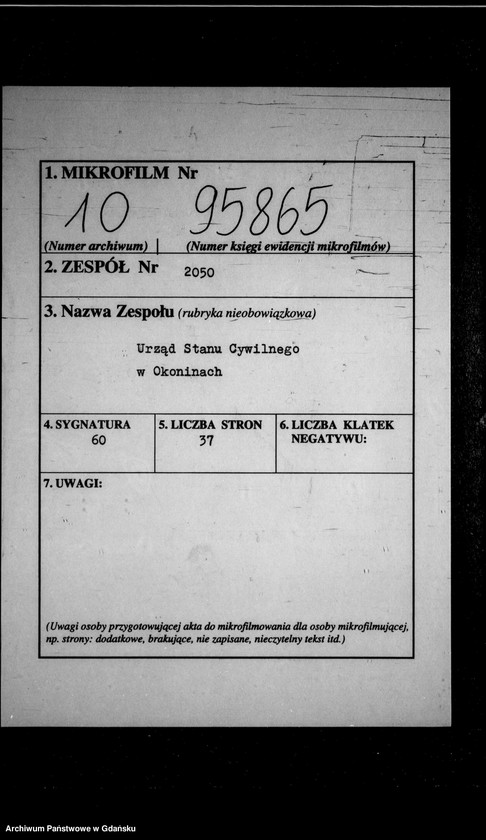 1. MIKROFILM Nr
10 95865
(Numer archiwum) (Numer księgi ewidencji mikrofilmów)
2. ZESPÓŁ Nr 2050
3. Nazwa Zespołu (rubryka nieobowiązkowa)
Urząd Stanu Cywilnego
w Okoninach
4. SYGNATURA 5. LICZBA STRON 6. LICZBA KLATEK
60 37 NEGATYWU:
7. UWAGI:
(Uwagi osoby przygotowującej akta do mikrofilmowania dla osoby mikrofilmującej,
np. strony: dodatkowe, brakujące, nie zapisane, nieczytelny tekst itd.)
Archiwum Państwowe w Gdańsku